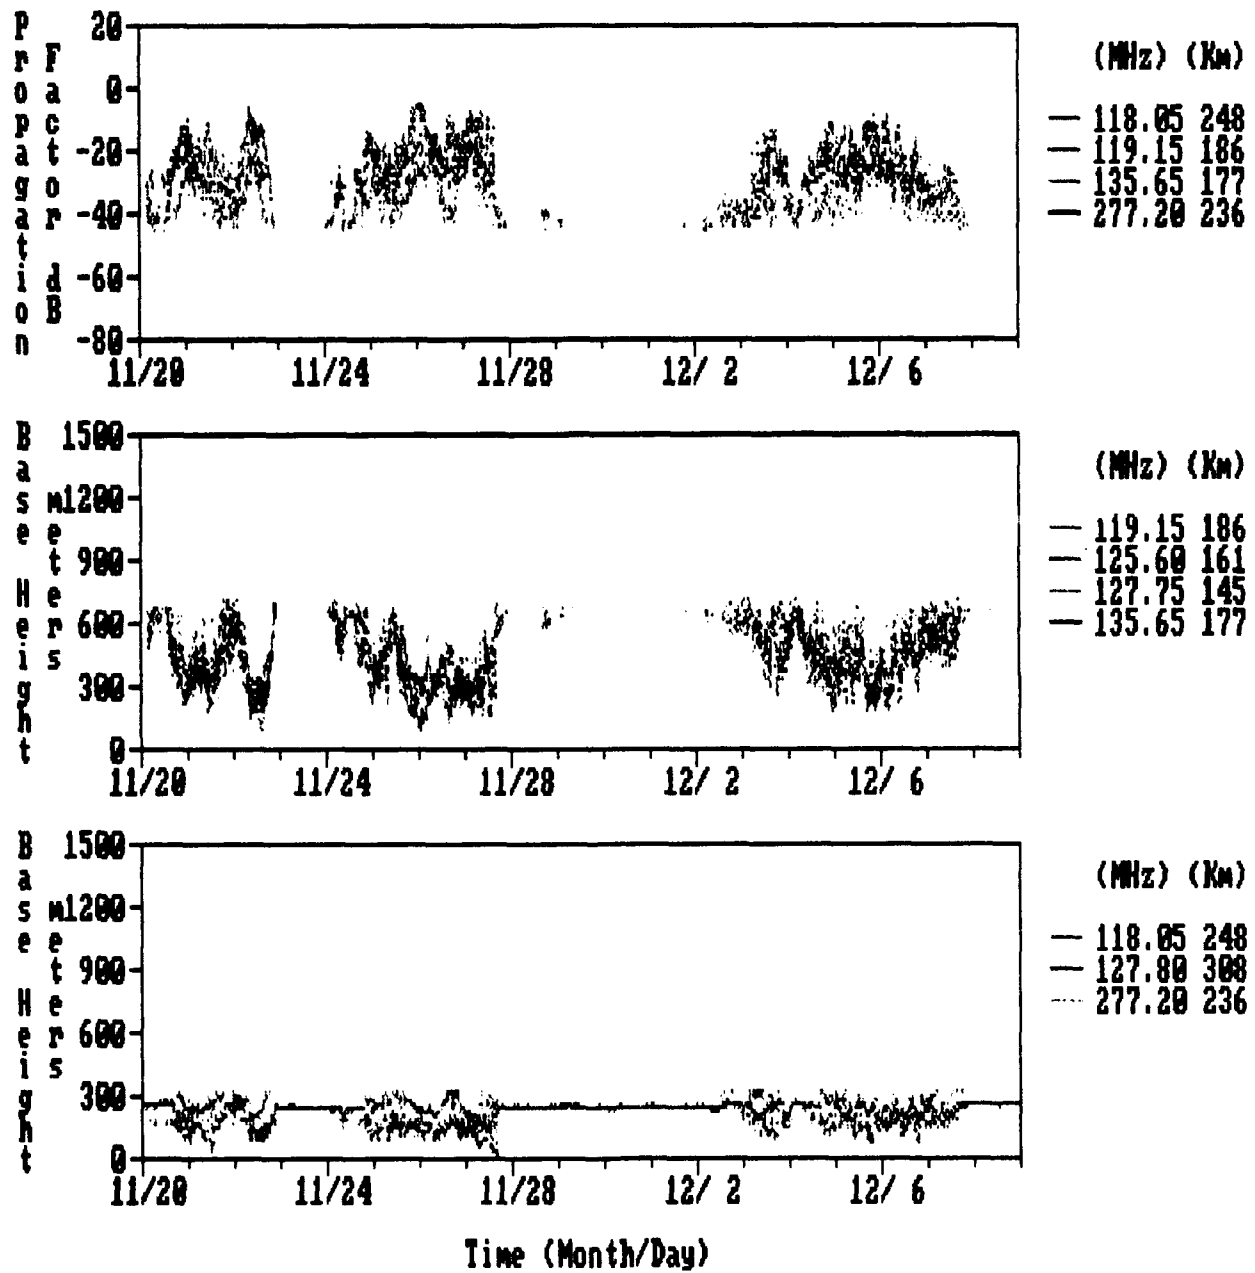 Propagation
Factor dB
20
0
-20
-40
-60
-80
11/20 11/24 11/28 12/ 2 12/ 6
(MHz) (Km)
118.05 248
119.15 186
135.65 177
277.20 236
Base Height
meters
1500
1200
900
600
300
0
11/20 11/24 11/28 12/ 2 12/ 6
(MHz) (Km)
119.15 186
125.60 161
127.75 145
135.65 177
Base Height
meters
1500
1200
900
600
300
0
11/20 11/24 11/28 12/ 2 12/ 6
(MHz) (Km)
118.05 248
127.80 308
277.20 236
Time (Month/Day)